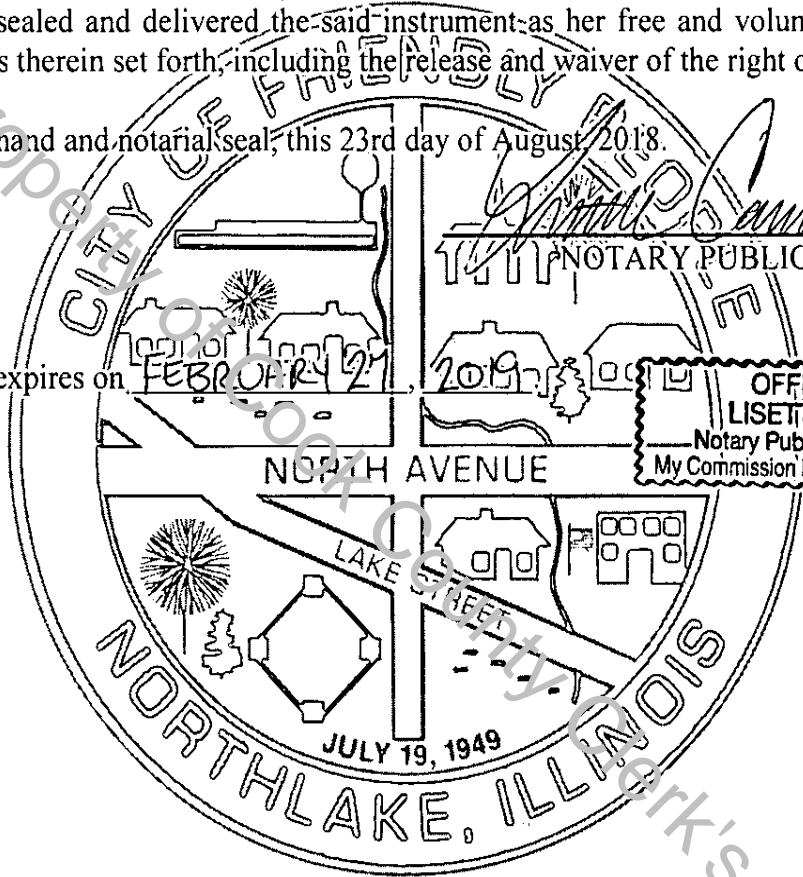 sealed and delivered the said instrument as her free and volun
s therein set forth, including the release and waiver of the right o
hand and notarial seal, this 23rd day of August, 2018.
NOTARY PUBLIC
expires on FEBRUARY 27, 2019
OFFI
LISET
Notary Pub
My Commission
CITY OF FRIENDLY PEOPLE
NORTH AVENUE
LAKE STREET
JULY 19, 1949
NORTHLAKE, ILLINOIS
Property of Cook County Clerk's